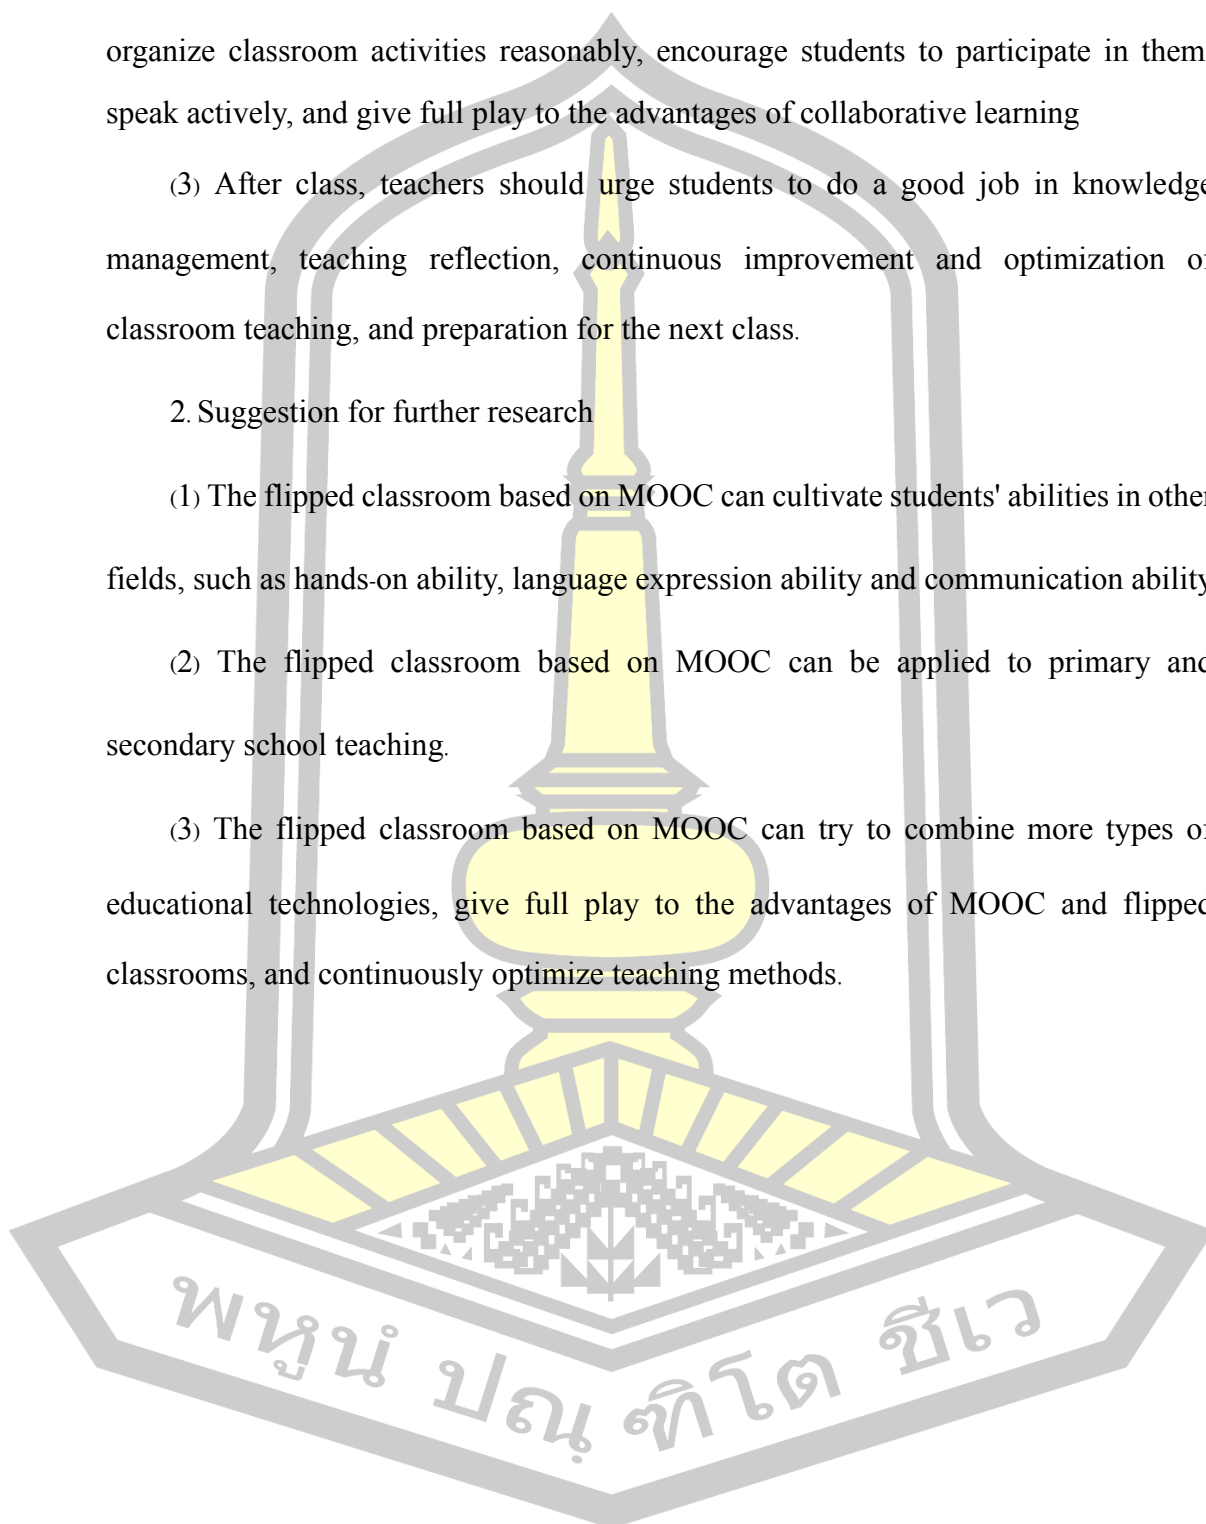 organize classroom activities reasonably, encourage students to participate in them
speak actively, and give full play to the advantages of collaborative learning
(3) After class, teachers should urge students to do a good job in knowledge
management, teaching reflection, continuous improvement and optimization of
classroom teaching, and preparation for the next class.
2. Suggestion for further research
(1) The flipped classroom based on MOOC can cultivate students' abilities in other
fields, such as hands-on ability, language expression ability and communication ability
(2) The flipped classroom based on MOOC can be applied to primary and
secondary school teaching.
(3) The flipped classroom based on MOOC can try to combine more types of
educational technologies, give full play to the advantages of MOOC and flipped
classrooms, and continuously optimize teaching methods.
พหูนํ ปณฺฑิโต ชีเว